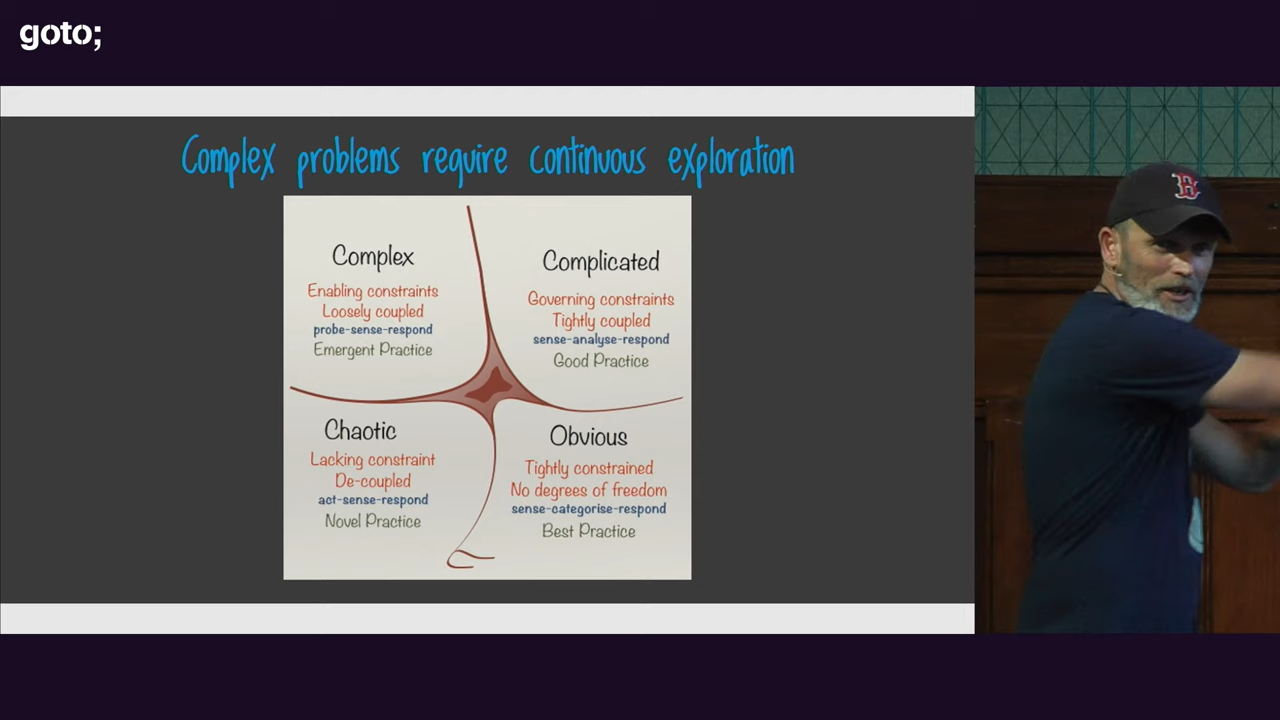 goto;
Complex problems require continuous exploration
Complex
Enabling constraints
Loosely coupled
probe-sense-respond
Emergent Practice
Complicated
Governing constraints
Tightly coupled
sense-analyse-respond
Good Practice
Chaotic
Lacking constraint
De-coupled
act-sense-respond
Novel Practice
Obvious
Tightly constrained
No degrees of freedom
sense-categorise-respond
Best Practice
B